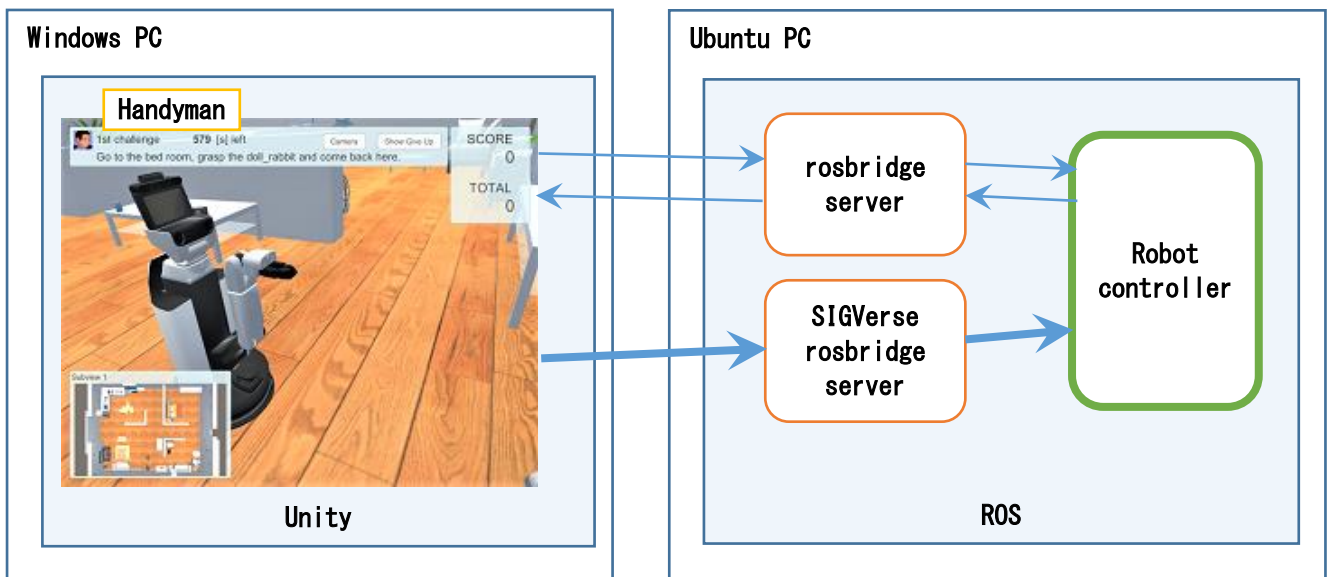 Windows PC
Handyman
1st challenge 579 [s] left Camera Show Give Up
Go to the bed room, grasp the doll_rabbit and come back here.
SCORE
0
TOTAL
0
Subview 1
Unity
Ubuntu PC
rosbridge
server
SIGVerse
rosbridge
server
Robot
controller
ROS